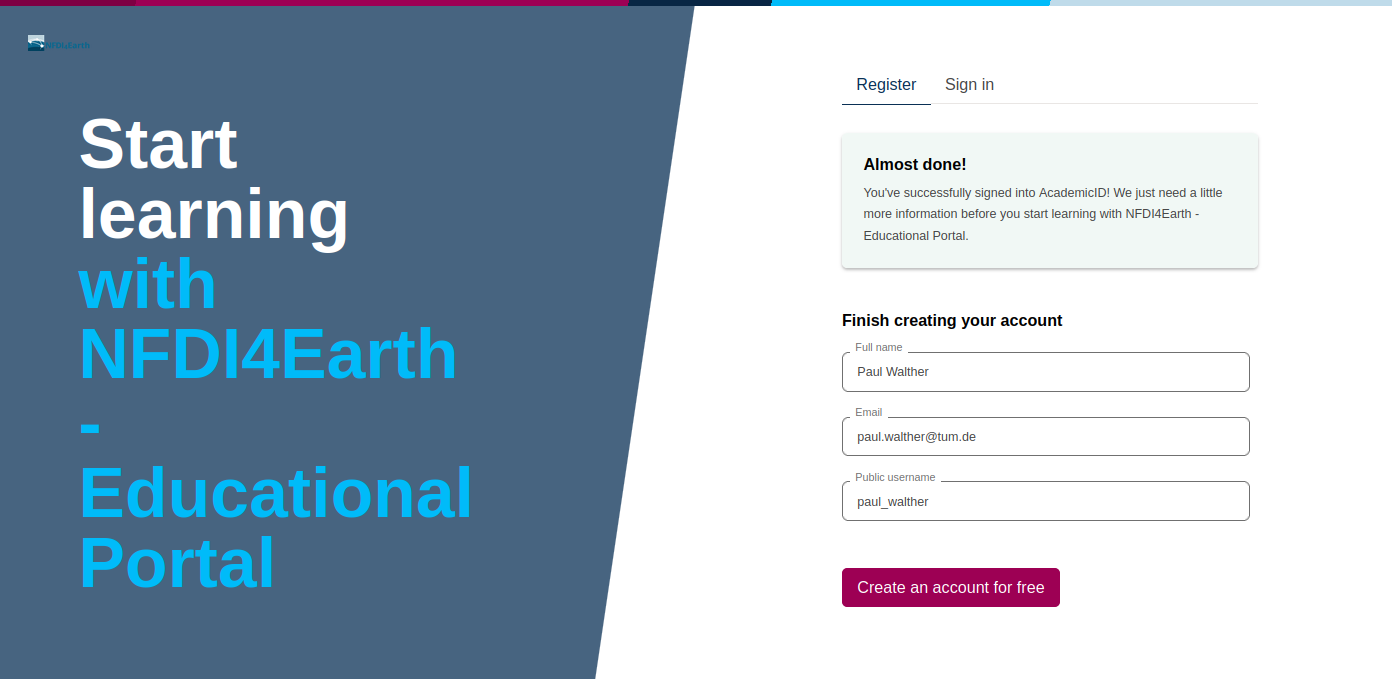 NFDI4Earth
Start
learning
with
NFDI4Earth
-
Educational
Portal
Register
Sign in
Almost done!
You've successfully signed into AcademicID! We just need a little
more information before you start learning with NFDI4Earth -
Educational Portal.
Finish creating your account
Full name
Paul Walther
Email
paul.walther@tum.de
Public username
paul_walther
Create an account for free